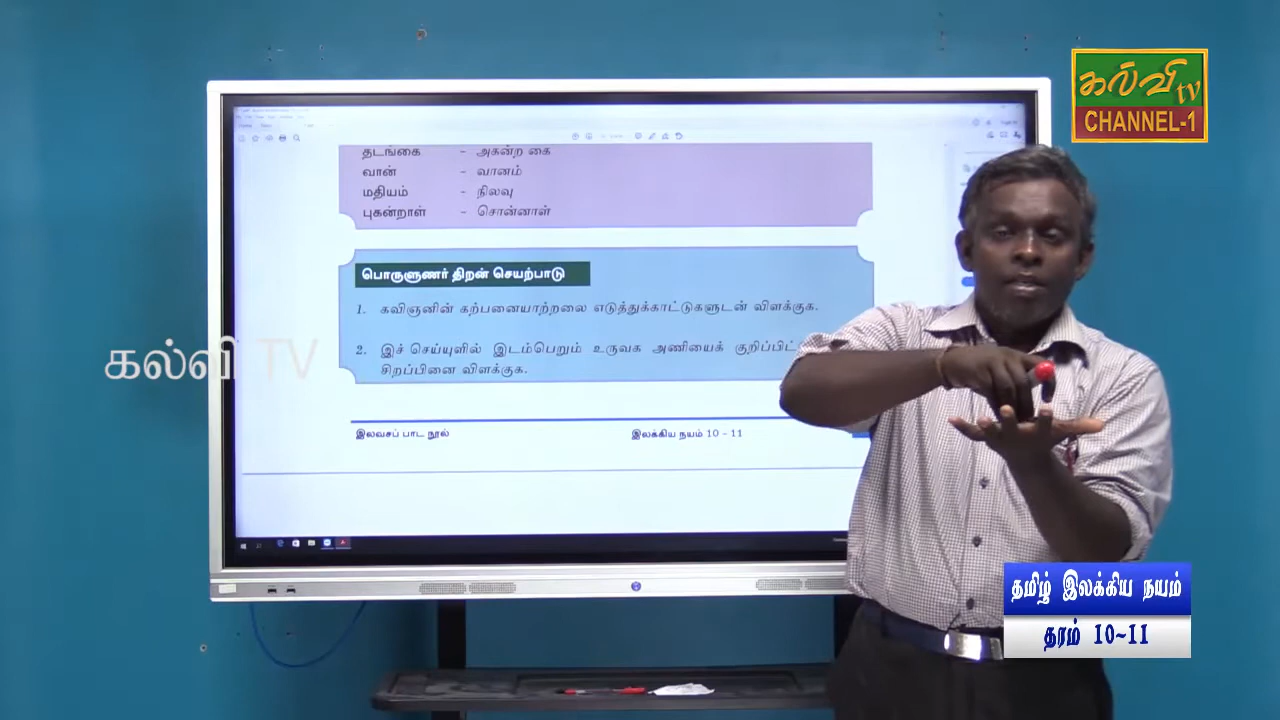 கல்வி tv
CHANNEL-1
தடங்கை - அகன்ற கை
வான் - வானம்
மதியம் - நிலவு
புகன்றாள் - சொன்னாள்
பொருளுணர் திறன் செயற்பாடு
1. கவிஞனின் கற்பனையாற்றலை எடுத்துக்காட்டுகளுடன் விளக்குக.
2. இச் செய்யுளில் இடம்பெறும் உருவக அணியைக் குறிப்பிட்
சிறப்பினை விளக்குக.
கல்வி TV
இலவசப் பாட நூல்
இலக்கிய நயம் 10 - 11
தமிழ் இலக்கிய நயம்
தரம் 10-11